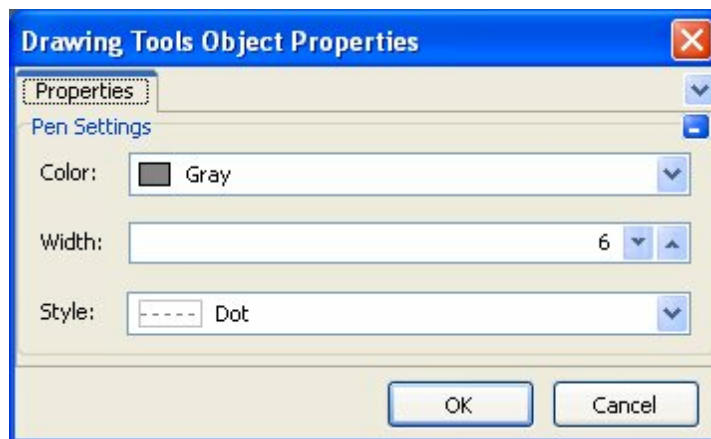 Drawing Tools Object Properties
Properties
Pen Settings
Color: Gray
Width: 6
Style: Dot
OK Cancel